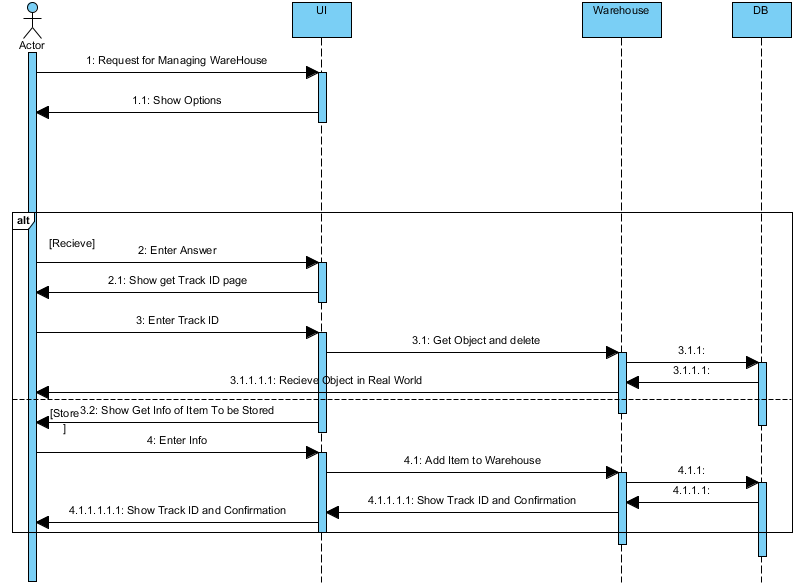 UI
Warehouse
DB
Actor
1: Request for Managing WareHouse
1.1: Show Options
alt
[Recieve]
2: Enter Answer
2.1: Show get Track ID page
3: Enter Track ID
3.1: Get Object and delete
3.1.1:
3.1.1.1:
3.1.1.1.1: Recieve Object in Real World
[Store
]
3.2: Show Get Info of Item To be Stored
4: Enter Info
4.1: Add Item to Warehouse
4.1.1:
4.1.1.1:
4.1.1.1.1: Show Track ID and Confirmation
4.1.1.1.1.1: Show Track ID and Confirmation